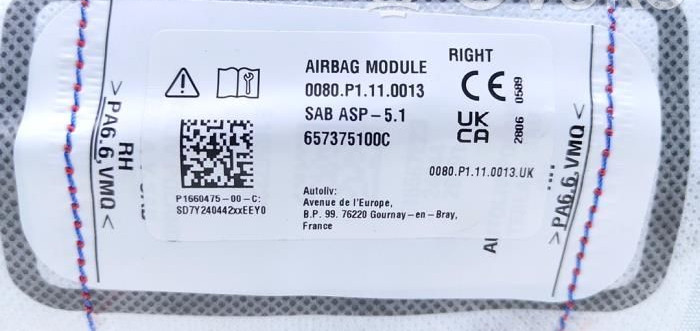 AIRBAG MODULE RIGHT
0080.P1.11.0013 CE 0589
SAB ASP-5.1 UKCA 2806
657375100C
0080.P1.11.0013.UK
P1660475-00-C:
SD7Y240442xxEEY0
Autoliv:
Avenue de l'Europe,
B.P. 99. 76220 Gournay-en-Bray,
France
>PA6.6,VMQ<
RH
>PA6.6,VMQ<